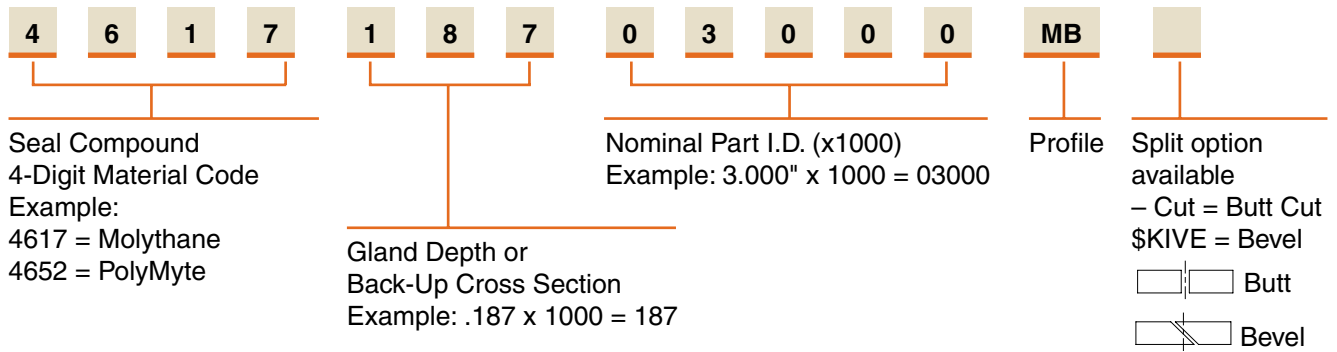 4 6 1 7 1 8 7 0 3 0 0 0 MB
Seal Compound
4-Digit Material Code
Example:
4617 = Molythane
4652 = PolyMyte
Gland Depth or
Back-Up Cross Section
Example: .187 x 1000 = 187
Nominal Part I.D. (x1000)
Example: 3.000" x 1000 = 03000
Profile
Split option
available
– Cut = Butt Cut
$KIVE = Bevel
Butt
Bevel